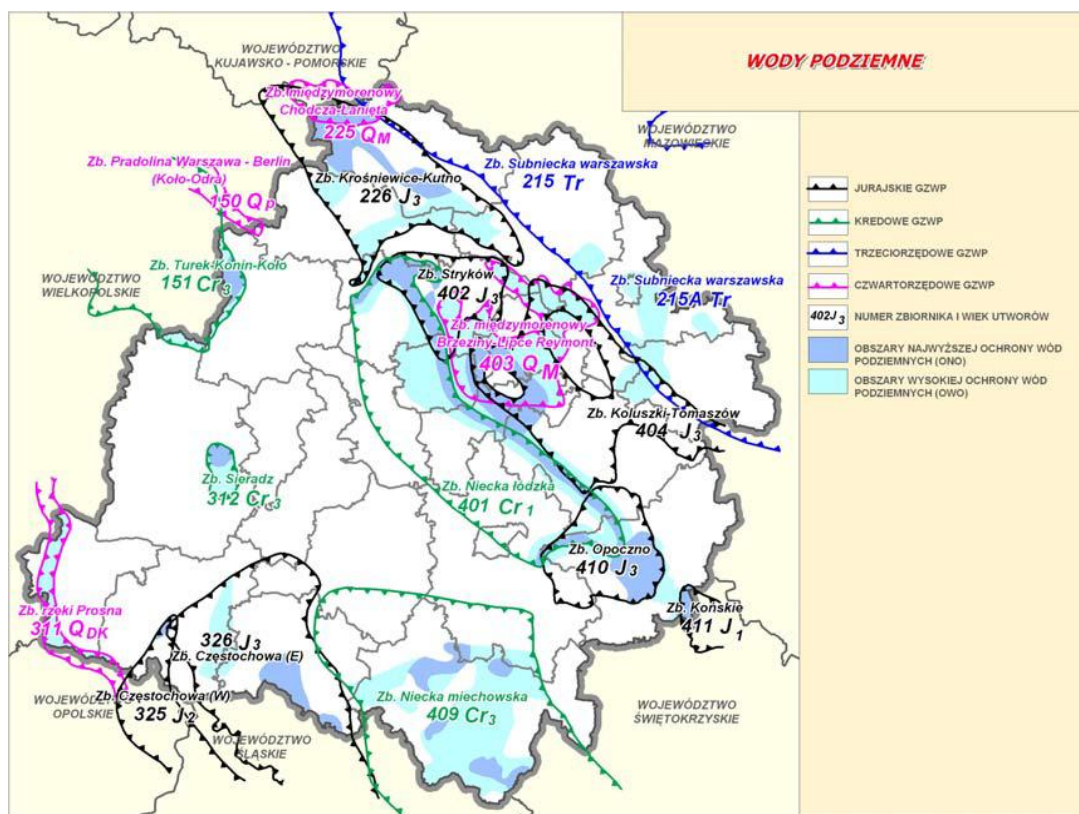 WODY PODZIEMNE
WOJEWÓDZTWO
KUJAWSKO - POMORSKIE
Zb. międzymorenowy
Chodcza-Łanięta
225 QM
WOJEWÓDZTWO
MAZOWIECKIE
Zb. Pradolina Warszawa - Berlin
(Koło-Odra)
150 Qp
Zb. Krośniewice-Kutno
226 J3
Zb. Subniecka warszawska
215 Tr
WOJEWÓDZTWO
WIELKOPOLSKIE
Zb. Turek-Konin-Koło
151 Cr3
Zb. Stryków
402 J3
Zb. Subniecka warszawska
215A Tr
Zb. międzymorenowy
Brzeziny-Lipce Reymont
403 QM
Zb. Koluszki-Tomaszów
404 J3
Zb. Sieradz
312 Cr3
Zb. Niecka łódzka
401 Cr1
Zb. Opoczno
410 J3
Zb. rzeki Prosna
311 QDK
Zb. Końskie
411 J1
326 J3
Zb. Częstochowa (E)
Zb. Częstochowa (W)
325 J2
WOJEWÓDZTWO
OPOLSKIE
WOJEWÓDZTWO
ŚLĄSKIE
Zb. Niecka miechowska
409 Cr3
WOJEWÓDZTWO
ŚWIĘTOKRZYSKIE
JURAJSKIE GZWP
KREDOWE GZWP
TRZECIORZĘDOWE GZWP
CZWARTORZĘDOWE GZWP
402J3 NUMER ZBIORNIKA I WIEK UTWORÓW
OBSZARY NAJWYŻSZEJ OCHRONY WÓD
PODZIEMNYCH (ONO)
OBSZARY WYSOKIEJ OCHRONY WÓD
PODZIEMNYCH (OWO)